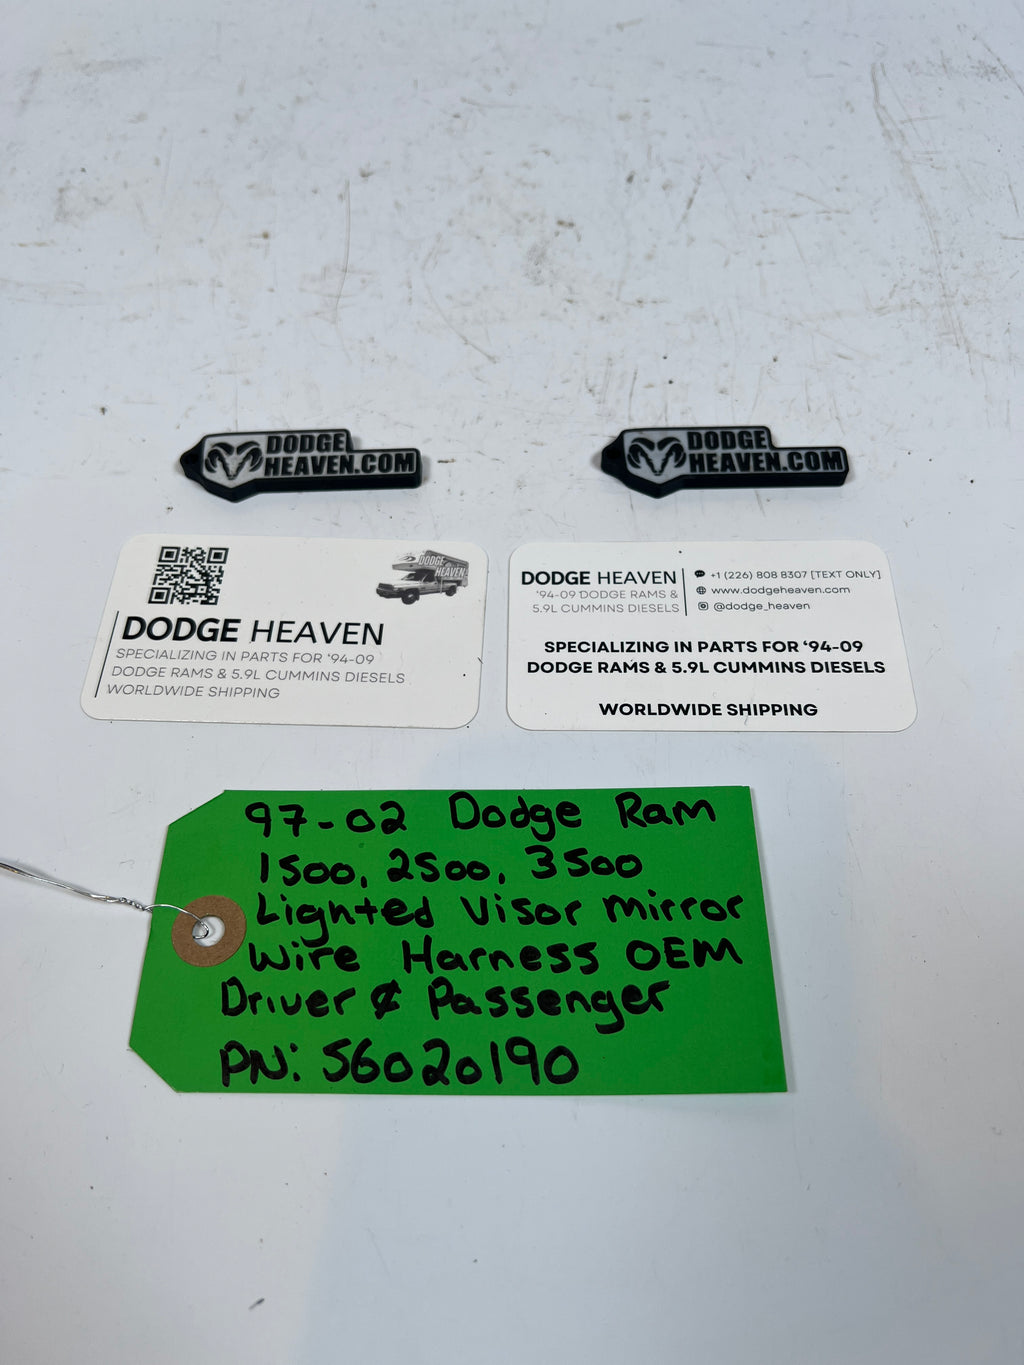 DODGE
HEAVEN.COM
DODGE
HEAVEN.COM
DODGE
HEAVEN
DODGE HEAVEN
SPECIALIZING IN PARTS FOR ‘94-09
DODGE RAMS & 5.9L CUMMINS DIESELS
WORLDWIDE SHIPPING
DODGE HEAVEN
‘94-09 DODGE RAMS &
5.9L CUMMINS DIESELS
+1 (226) 808 8307 [TEXT ONLY]
www.dodgeheaven.com
@dodge_heaven
SPECIALIZING IN PARTS FOR ‘94-09
DODGE RAMS & 5.9L CUMMINS DIESELS
WORLDWIDE SHIPPING
97-02 Dodge Ram
1500, 2500, 3500
Lighted Visor Mirror
Wire Harness OEM
Driver & Passenger
PN: 56020190